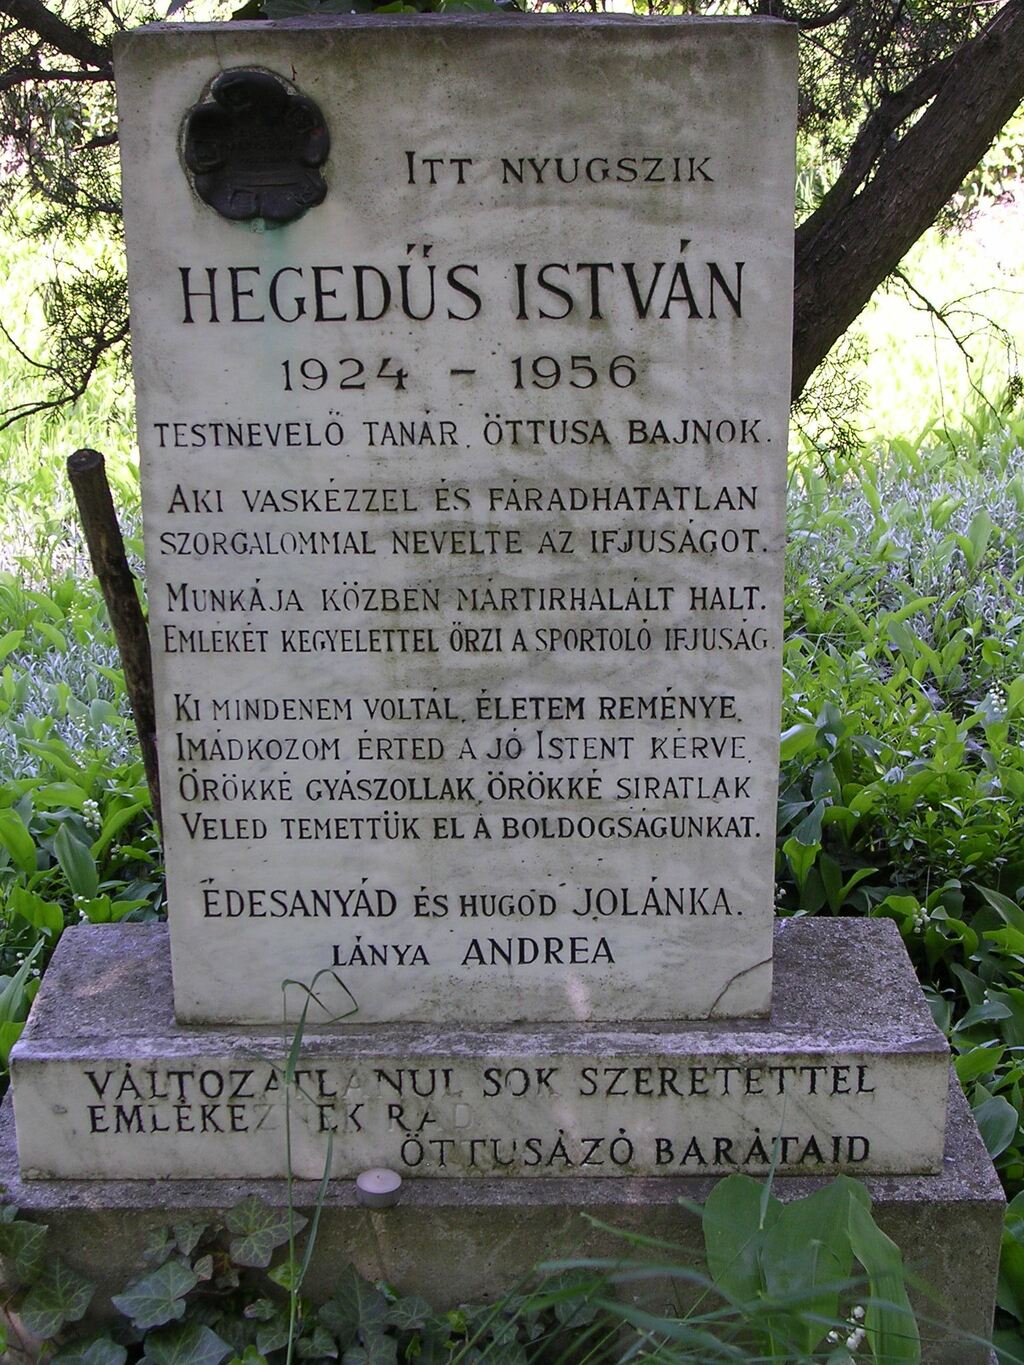 ITT NYUGSZIK
HEGEDŰS ISTVÁN
1924 - 1956
TESTNEVELŐ TANÁR, ÖTTUSA BAJNOK.
AKI VASKÉZZEL ÉS FÁRADHATATLAN
SZORGALOMMAL NEVELTE AZ IFJUSÁGOT.
MUNKÁJA KÖZBEN MÁRTIRHALÁLT HALT.
EMLÉKÉT KEGYELETTEL ŐRZI A SPORTOLÓ IFJUSÁG.
KI MINDENEM VOLTÁL, ÉLETEM REMÉNYE,
IMÁDKOZOM ÉRTED A JÓ ISTENT KÉRVE,
ÖRÖKKÉ GYÁSZOLLAK, ÖRÖKKÉ SIRATLAK
VELED TEMETTÜK EL A BOLDOGSÁGUNKAT.
ÉDESANYÁD ÉS HUGOD JOLÁNKA.
LÁNYA ANDREA
VÁLTOZATLANUL SOK SZERETETTEL
EMLÉKEZNEK RÁD
ÖTTUSÁZÓ BARÁTAID